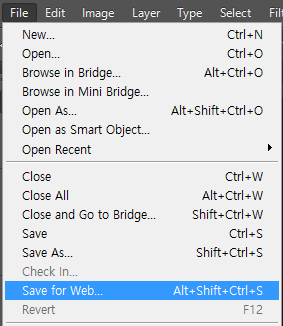 File Edit Image Layer Type Select Filt
New... Ctrl+N
Open... Ctrl+O
Browse in Bridge... Alt+Ctrl+O
Browse in Mini Bridge...
Open As... Alt+Shift+Ctrl+O
Open as Smart Object...
Open Recent
Close Ctrl+W
Close All Alt+Ctrl+W
Close and Go to Bridge... Shift+Ctrl+W
Save Ctrl+S
Save As... Shift+Ctrl+S
Check In...
Save for Web... Alt+Shift+Ctrl+S
Revert F12